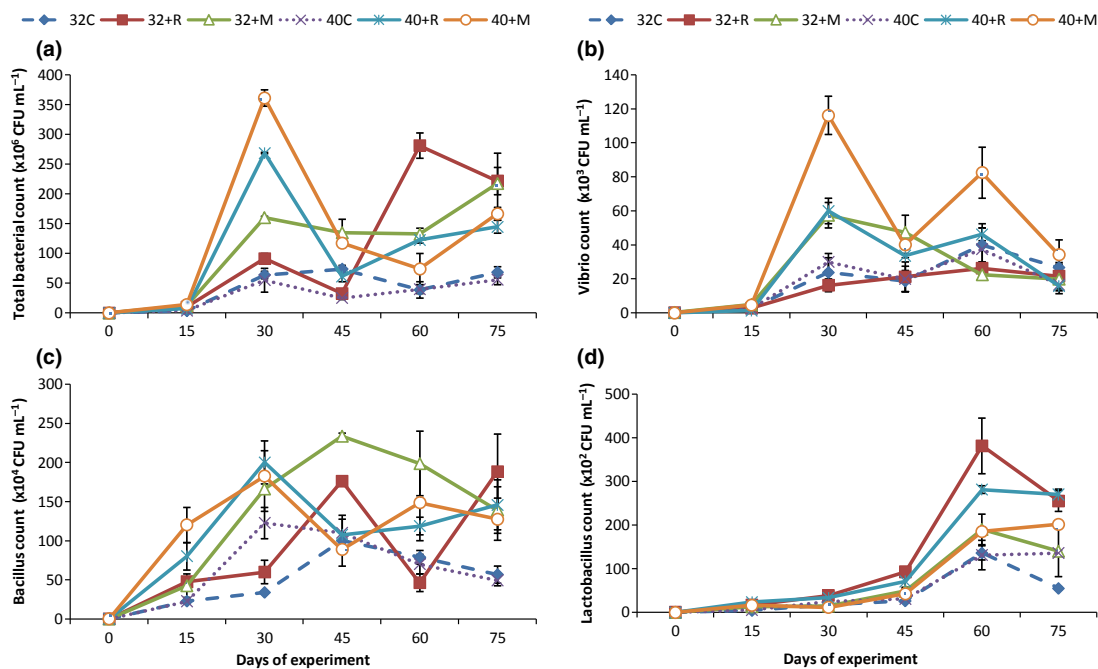 32C 32+R 32+M 40C 40+R 40+M
32C 32+R 32+M 40C 40+R 40+M
(a)
Total bacterial count (x10⁶ CFU mL⁻¹)
400
350
300
250
200
150
100
50
0
0 15 30 45 60 75
(b)
Vibrio count (x10³ CFU mL⁻¹)
140
120
100
80
60
40
20
0
0 15 30 45 60 75
(c)
Bacillus count (x10⁴ CFU mL⁻¹)
300
250
200
150
100
50
0
0 15 30 45 60 75
Days of experiment
(d)
Lactobacillus count (x10² CFU mL⁻¹)
500
400
300
200
100
0
0 15 30 45 60 75
Days of experiment